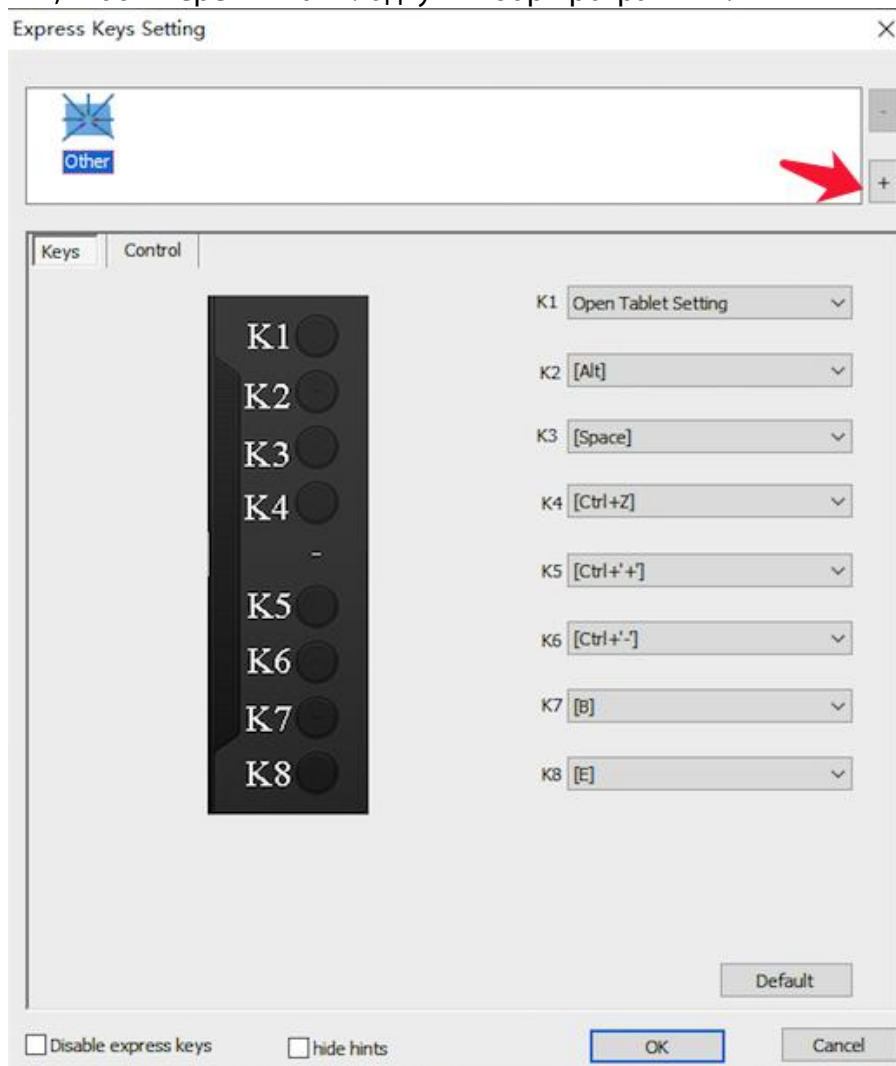 Express Keys Setting
Other
-
+
Keys Control
K1 K1 Open Tablet Setting
K2 K2 [Alt]
K3 K3 [Space]
K4 K4 [Ctrl+Z]
-
K5 K5 [Ctrl+'+']
K6 K6 [Ctrl+'-']
K7 K7 [B]
K8 K8 [E]
Default
Disable express keys hide hints OK Cancel